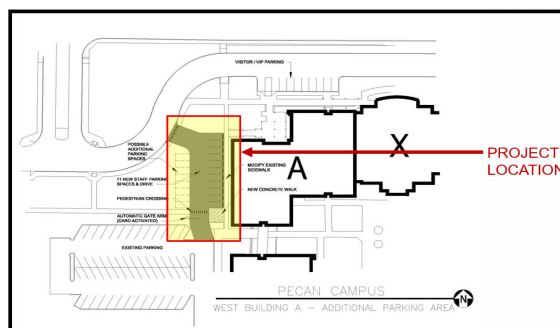 VISITOR / VIP PARKING
POSSIBLE
ADDITIONAL
PARKING
SPACES
11 NEW STAFF PARKING
SPACES & DRIVE
PEDESTRIAN CROSSING
AUTOMATIC GATE ARM
(CARD ACTIVATED)
EXISTING PARKING
MODIFY EXISTING
SIDEWALK
NEW CONCRETE WALK
A
X
PROJECT
LOCATION
PECAN CAMPUS
WEST BUILDING A - ADDITIONAL PARKING AREA
N